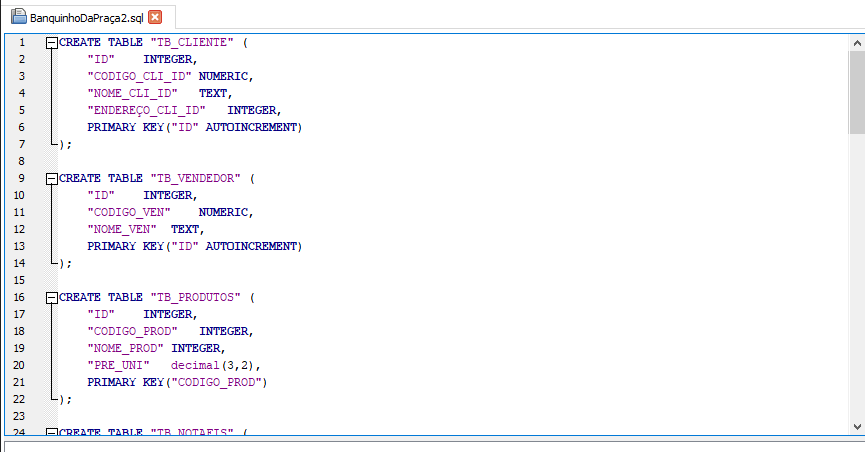 BanquinhoDaPraça2.sql
1 CREATE TABLE "TB_CLIENTE" (
2 "ID" INTEGER,
3 "CODIGO_CLI_ID" NUMERIC,
4 "NOME_CLI_ID" TEXT,
5 "ENDEREÇO_CLI_ID" INTEGER,
6 PRIMARY KEY("ID" AUTOINCREMENT)
7 );
8
9 CREATE TABLE "TB_VENDEDOR" (
10 "ID" INTEGER,
11 "CODIGO_VEN" NUMERIC,
12 "NOME_VEN" TEXT,
13 PRIMARY KEY("ID" AUTOINCREMENT)
14 );
15
16 CREATE TABLE "TB_PRODUTOS" (
17 "ID" INTEGER,
18 "CODIGO_PROD" INTEGER,
19 "NOME_PROD" INTEGER,
20 "PRE_UNI" decimal(3,2),
21 PRIMARY KEY("CODIGO_PROD")
22 );
23
24 CREATE TABLE "TB_NOTAFIS" (